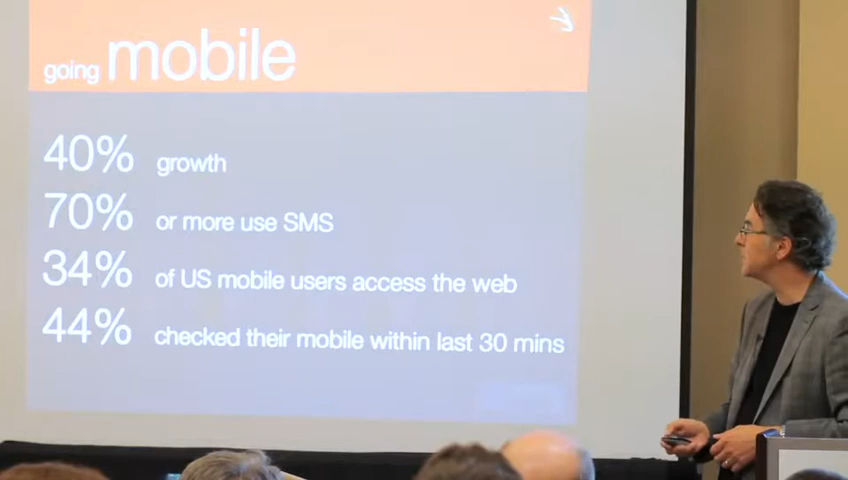 going mobile
40% growth
70% or more use SMS
34% of US mobile users access the web
44% checked their mobile within last 30 mins